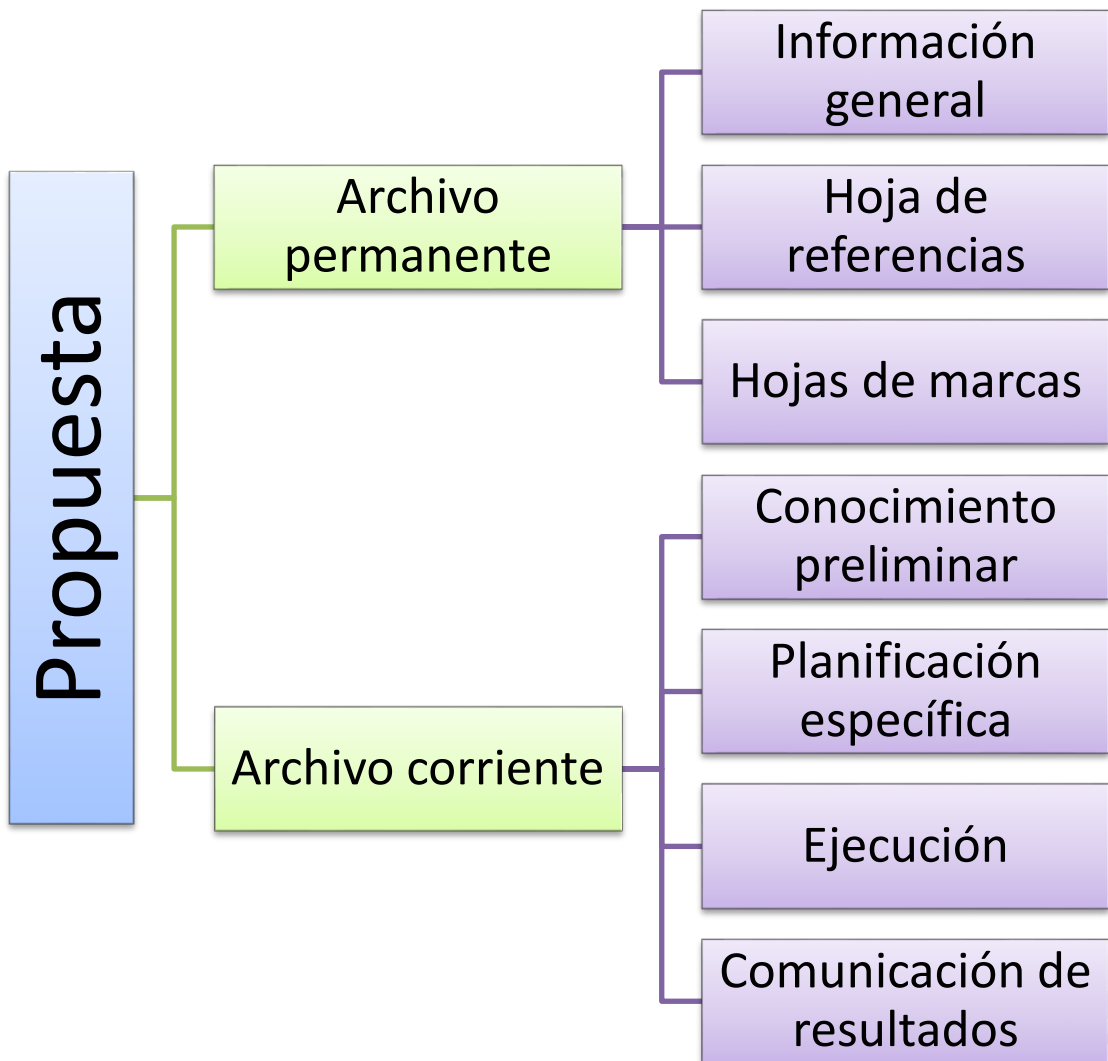 Propuesta
Archivo
permanente
Información
general
Hoja de
referencias
Hojas de marcas
Archivo corriente
Conocimiento
preliminar
Planificación
específica
Ejecución
Comunicación de
resultados